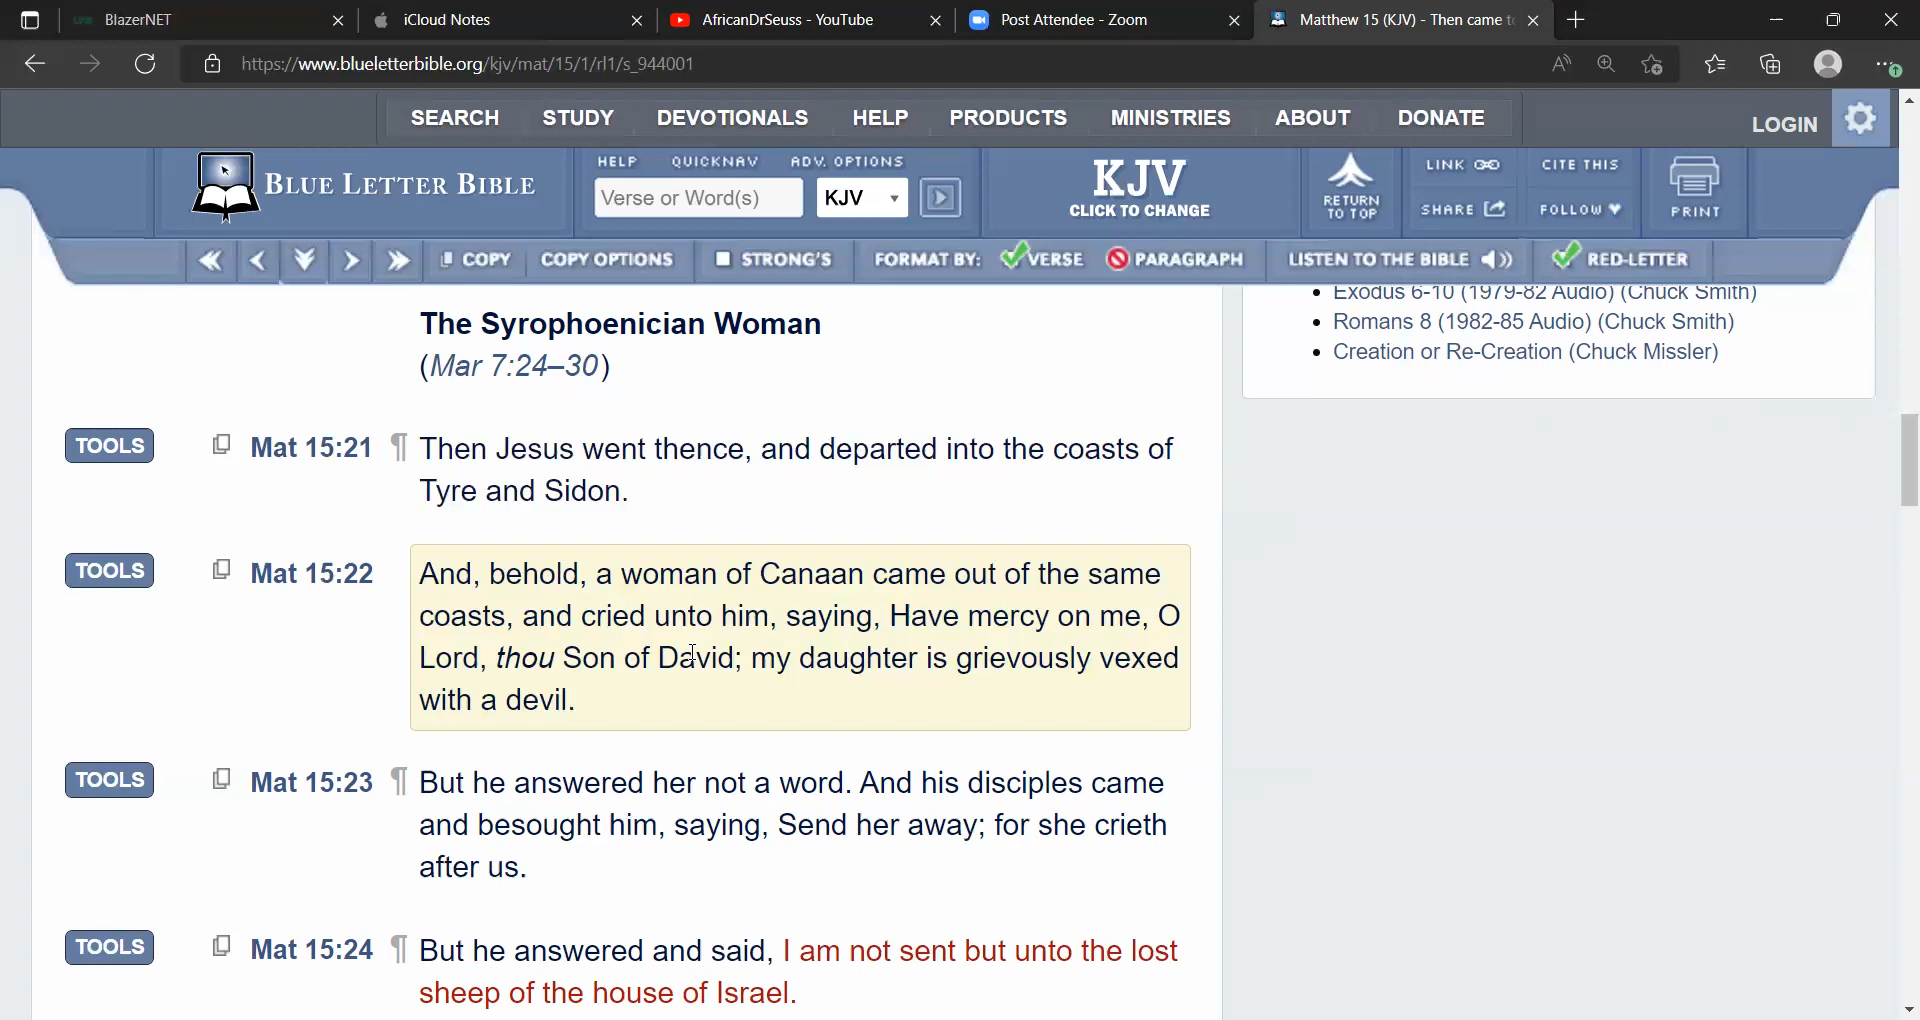 BlazerNET
iCloud Notes
AfricanDrSeuss - YouTube
Post Attendee - Zoom
Matthew 15 (KJV) - Then came t
https://www.blueletterbible.org/kjv/mat/15/1/rl1/s_944001
SEARCH STUDY DEVOTIONALS HELP PRODUCTS MINISTRIES ABOUT DONATE
LOGIN
BLUE LETTER BIBLE
HELP QUICKNAV ADV. OPTIONS
Verse or Word(s)
KJV
KJV
CLICK TO CHANGE
RETURN
TO TOP
LINK
CITE THIS
SHARE
FOLLOW
PRINT
COPY COPY OPTIONS STRONG'S FORMAT BY: VERSE PARAGRAPH LISTEN TO THE BIBLE RED-LETTER
Exodus 6-10 (1979-82 Audio) (Chuck Smith)
Romans 8 (1982-85 Audio) (Chuck Smith)
Creation or Re-Creation (Chuck Missler)
The Syrophoenician Woman
(Mar 7:24–30)
TOOLS Mat 15:21 ¶ Then Jesus went thence, and departed into the coasts of
Tyre and Sidon.
TOOLS Mat 15:22 And, behold, a woman of Canaan came out of the same
coasts, and cried unto him, saying, Have mercy on me, O
Lord, thou Son of David; my daughter is grievously vexed
with a devil.
TOOLS Mat 15:23 ¶ But he answered her not a word. And his disciples came
and besought him, saying, Send her away; for she crieth
after us.
TOOLS Mat 15:24 ¶ But he answered and said, I am not sent but unto the lost
sheep of the house of Israel.